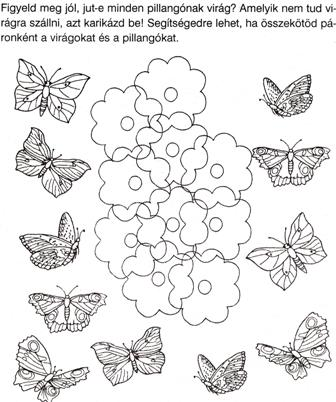 Figyeld meg jól, jut-e minden pillangónak virág? Amelyik nem tud vi-
rágra szállni, azt karikázd be! Segítségedre lehet, ha összekötöd pá-
ronként a virágokat és a pillangókat.